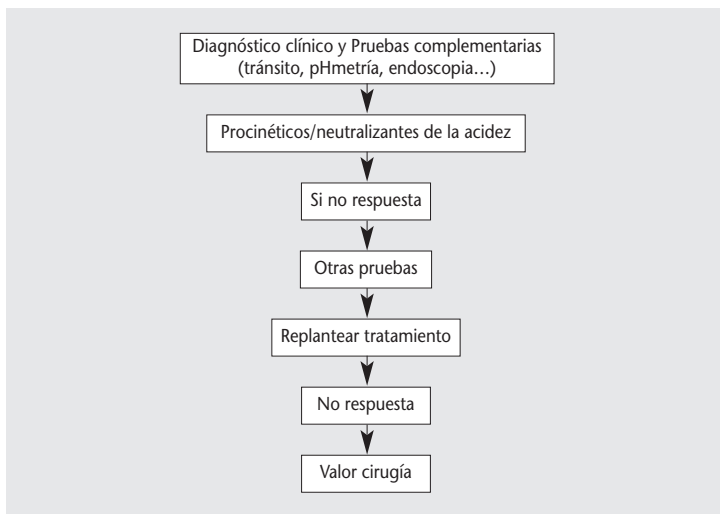 Diagnóstico clínico y Pruebas complementarias
(tránsito, pHmetría, endoscopia…)
Procinéticos/neutralizantes de la acidez
Si no respuesta
Otras pruebas
Replantear tratamiento
No respuesta
Valor cirugía